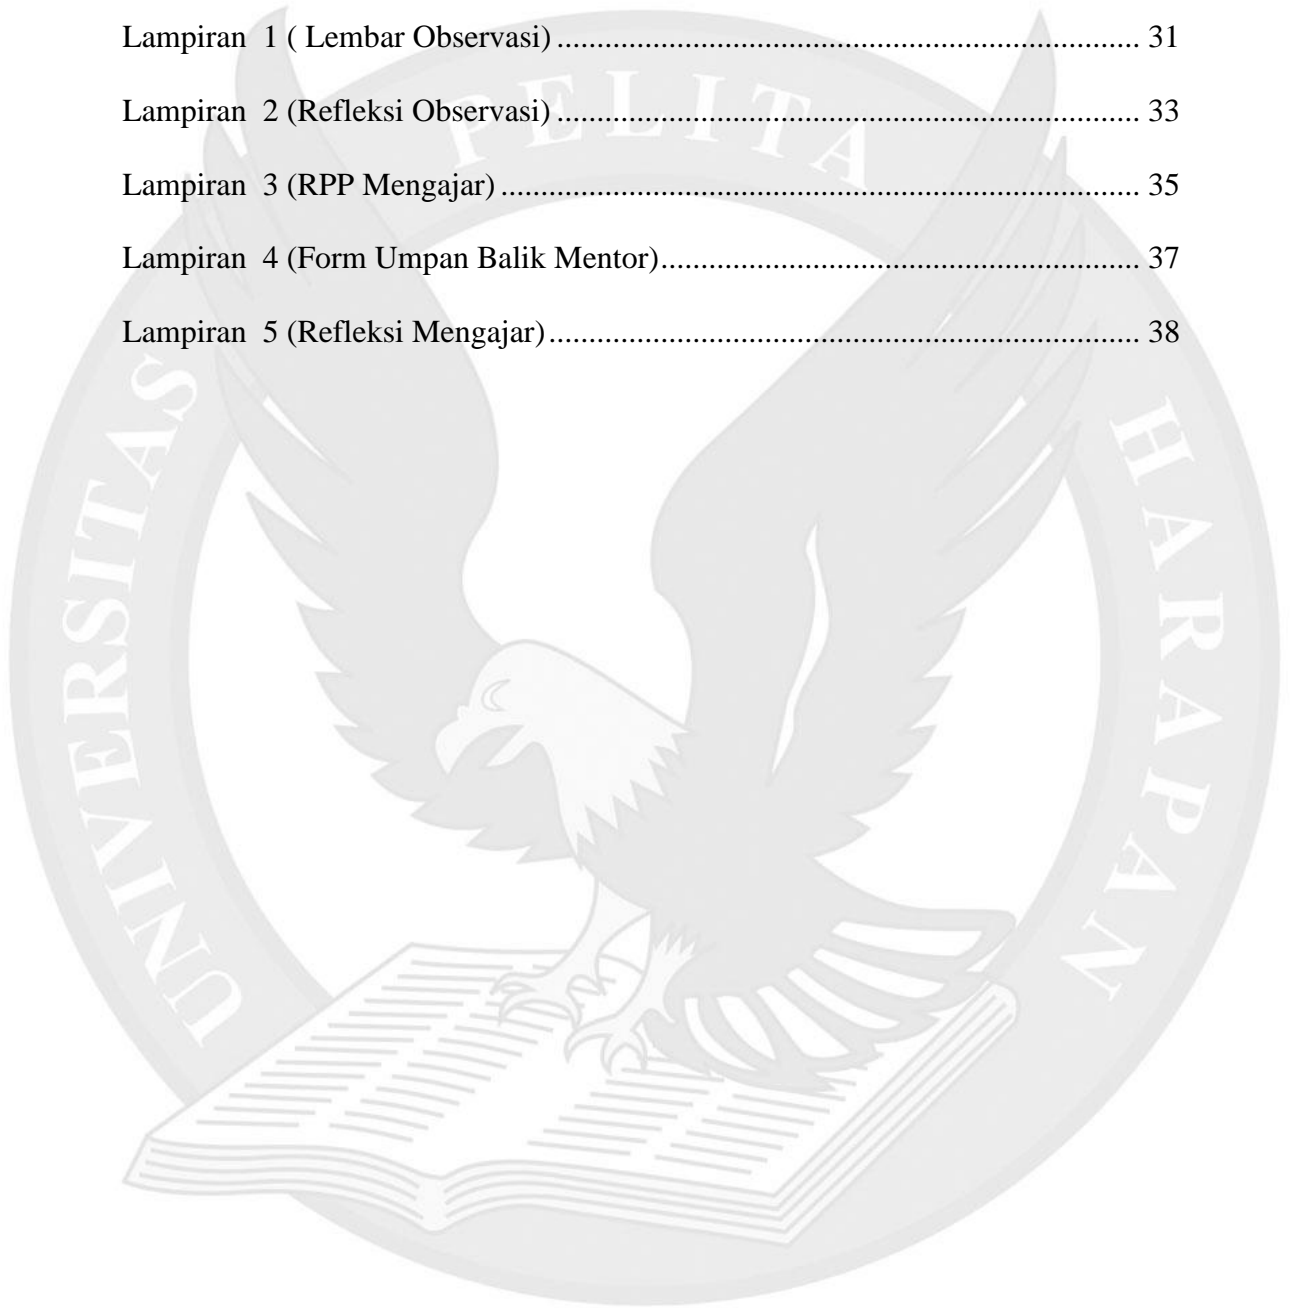 Lampiran 1 ( Lembar Observasi) ........................................................................ 31
Lampiran 2 (Refleksi Observasi) ........................................................................ 33
Lampiran 3 (RPP Mengajar) ............................................................................... 35
Lampiran 4 (Form Umpan Balik Mentor)........................................................... 37
Lampiran 5 (Refleksi Mengajar) ......................................................................... 38
UNIVERSITAS PELITA HARAPAN